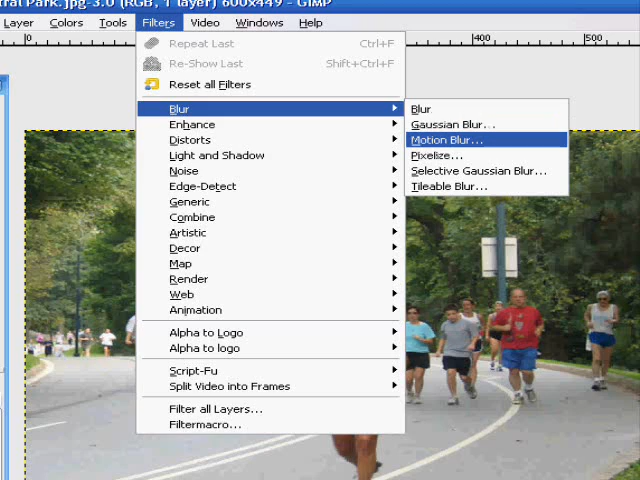 tral Park.jpg-3.0 (RGB, 1 layer) 600x449 - GIMP
Layer Colors Tools Filters Video Windows Help
0 400 500
Repeat Last Ctrl+F
Re-Show Last Shift+Ctrl+F
Reset all Filters
Blur
Enhance
Distorts
Light and Shadow
Noise
Edge-Detect
Generic
Combine
Artistic
Decor
Map
Render
Web
Animation
Alpha to Logo
Alpha to logo
Script-Fu
Split Video into Frames
Filter all Layers...
Filtermacro...
Blur
Gaussian Blur...
Motion Blur...
Pixelize...
Selective Gaussian Blur...
Tileable Blur...